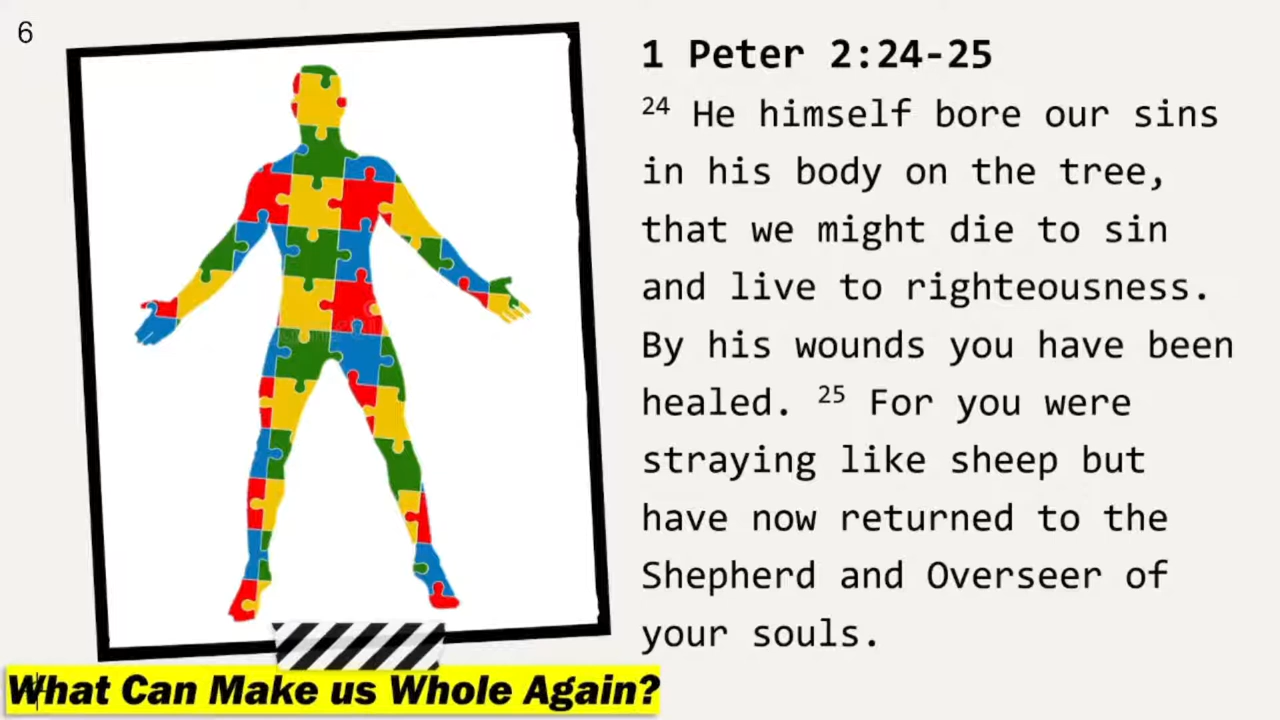 6
1 Peter 2:24-25
24 He himself bore our sins
in his body on the tree,
that we might die to sin
and live to righteousness.
By his wounds you have been
healed. 25 For you were
straying like sheep but
have now returned to the
Shepherd and Overseer of
your souls.
What Can Make us Whole Again?